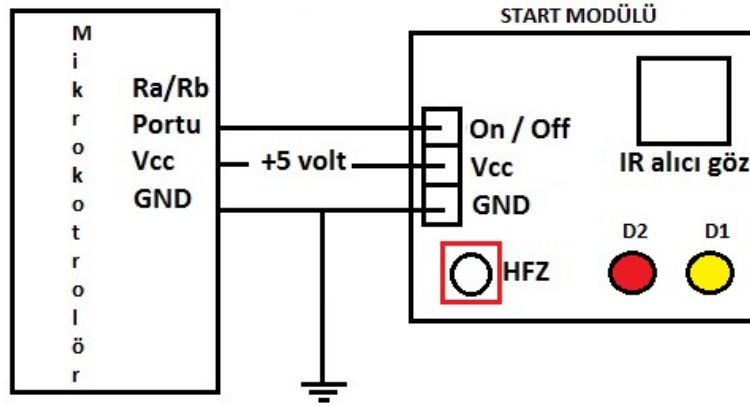 START MODÜLÜ
M
i
k
r
o
k
o
t
r
o
l
ö
r
Ra/Rb
Portu
Vcc
GND
+5 volt
On / Off
Vcc
GND
IR alıcı göz
D2
D1
HFZ